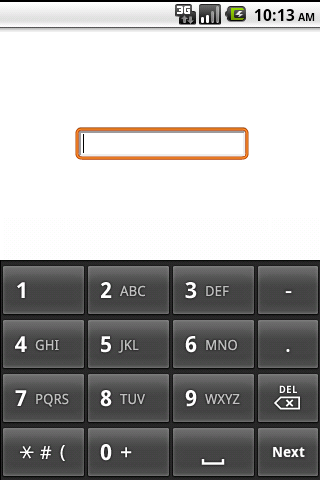 3G 10:13 AM
1 2 ABC 3 DEF -
4 GHI 5 JKL 6 MNO .
7 PQRS 8 TUV 9 WXYZ DEL
* # ( 0 + Next